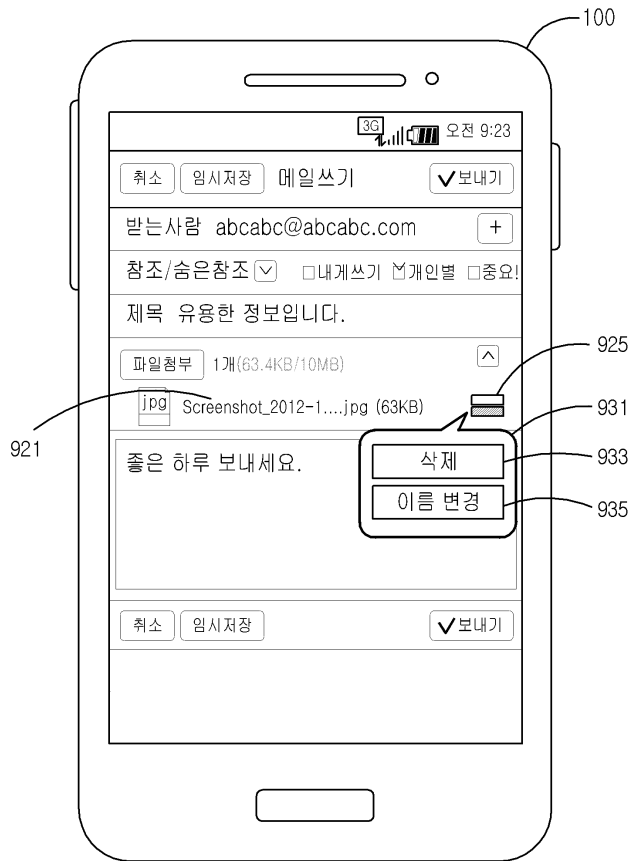 100
3G 오전 9:23
취소 임시저장 메일쓰기 보내기
받는사람 abcabc@abcabc.com +
참조/숨은참조 내게쓰기 개인별 중요!
제목 유용한 정보입니다.
파일첨부 1개(63.4KB/10MB)
925
jpg Screenshot_2012-1....jpg (63KB)
931
921
좋은 하루 보내세요.
삭제
933
이름 변경
935
취소 임시저장 보내기